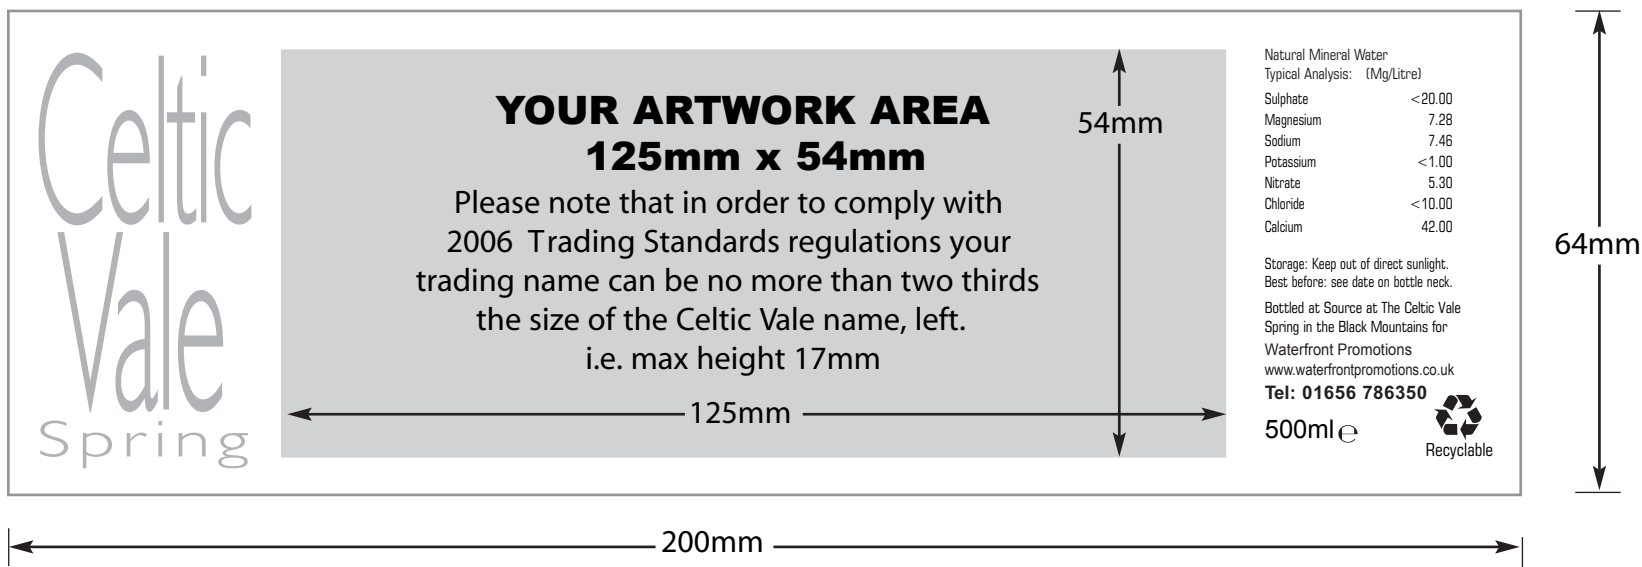 Celtic
Vale
Spring
YOUR ARTWORK AREA
125mm x 54mm
Please note that in order to comply with
2006 Trading Standards regulations your
trading name can be no more than two thirds
the size of the Celtic Vale name, left.
i.e. max height 17mm
125mm
54mm
Natural Mineral Water
Typical Analysis: (Mg/Litre)
Sulphate <20.00
Magnesium 7.28
Sodium 7.46
Potassium <1.00
Nitrate 5.30
Chloride <10.00
Calcium 42.00
Storage: Keep out of direct sunlight.
Best before: see date on bottle neck.
Bottled at Source at The Celtic Vale
Spring in the Black Mountains for
Waterfront Promotions
www.waterfrontpromotions.co.uk
Tel: 01656 786350
500ml e
Recyclable
64mm
200mm